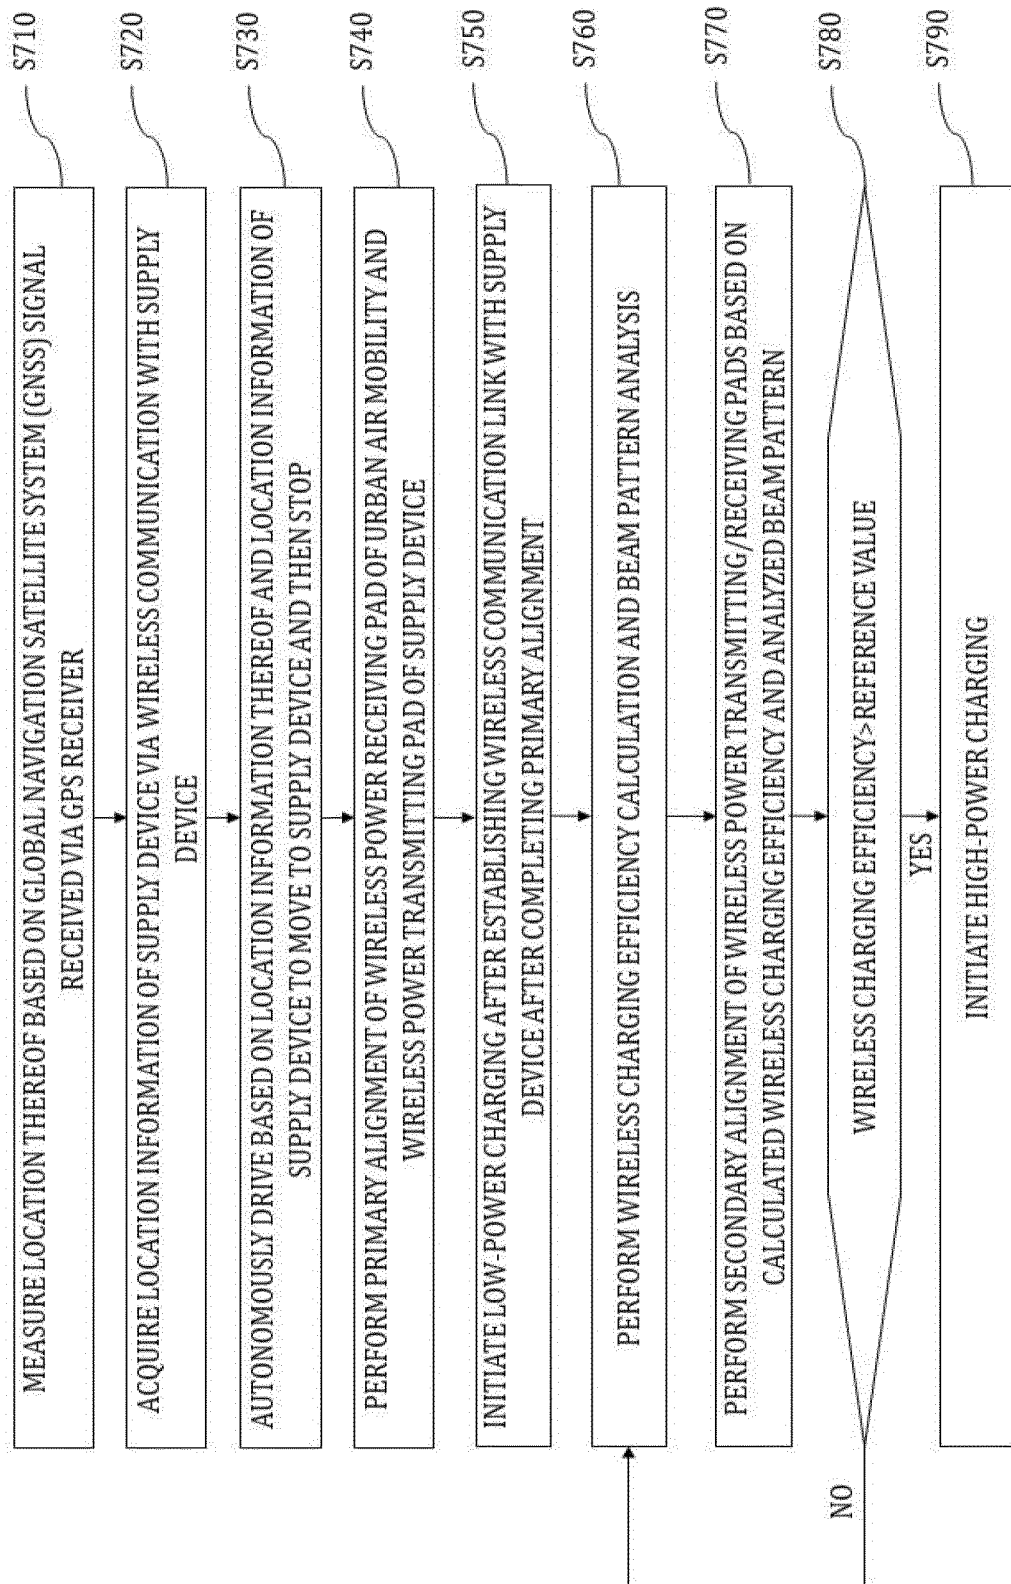 MEASURE LOCATION THEREOF BASED ON GLOBAL NAVIGATION SATELLITE SYSTEM (GNSS) SIGNAL
RECEIVED VIA GPS RECEIVER
S710
ACQUIRE LOCATION INFORMATION OF SUPPLY DEVICE VIA WIRELESS COMMUNICATION WITH SUPPLY
DEVICE
S720
AUTONOMOUSLY DRIVE BASED ON LOCATION INFORMATION THEREOF AND LOCATION INFORMATION OF
SUPPLY DEVICE TO MOVE TO SUPPLY DEVICE AND THEN STOP
S730
PERFORM PRIMARY ALIGNMENT OF WIRELESS POWER RECEIVING PAD OF URBAN AIR MOBILITY AND
WIRELESS POWER TRANSMITTING PAD OF SUPPLY DEVICE
S740
INITIATE LOW-POWER CHARGING AFTER ESTABLISHING WIRELESS COMMUNICATION LINK WITH SUPPLY
DEVICE AFTER COMPLETING PRIMARY ALIGNMENT
S750
PERFORM WIRELESS CHARGING EFFICIENCY CALCULATION AND BEAM PATTERN ANALYSIS
S760
PERFORM SECONDARY ALIGNMENT OF WIRELESS POWER TRANSMITTING/RECEIVING PADS BASED ON
CALCULATED WIRELESS CHARGING EFFICIENCY AND ANALYZED BEAM PATTERN
S770
NO
WIRELESS CHARGING EFFICIENCY>REFERENCE VALUE
S780
YES
INITIATE HIGH-POWER CHARGING
S790